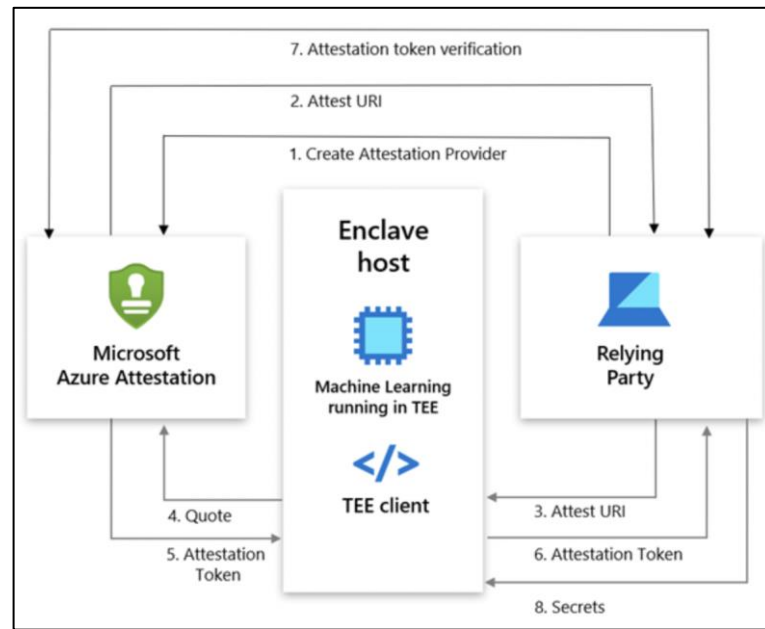 7. Attestation token verification
2. Attest URI
1. Create Attestation Provider
Enclave
host
Microsoft
Azure Attestation
Machine Learning
running in TEE
</>
TEE client
Relying
Party
4. Quote
5. Attestation
Token
3. Attest URI
6. Attestation Token
8. Secrets